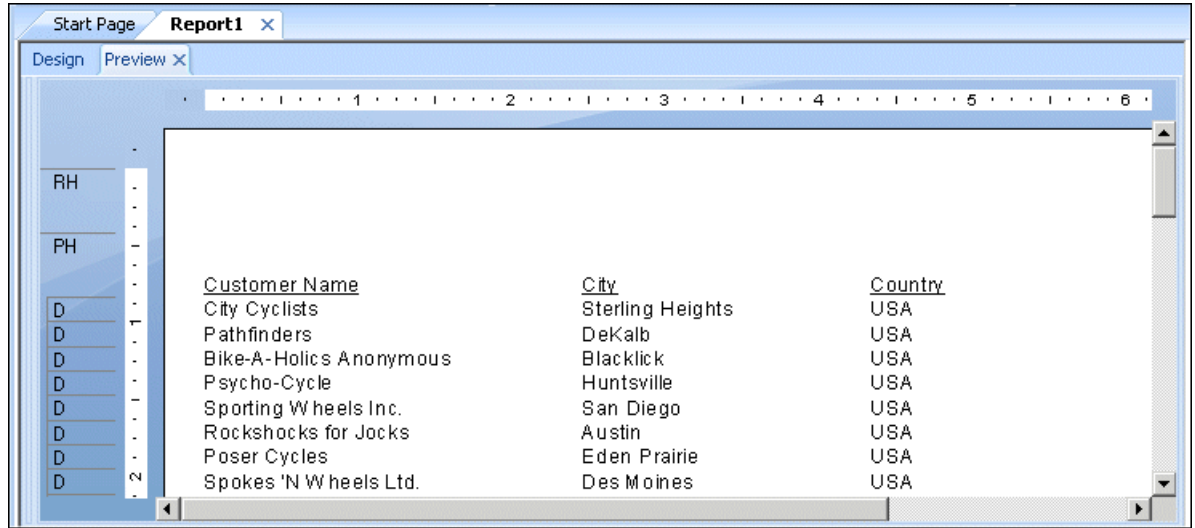 Start Page Report1
Design Preview
1 2 3 4 5 6
RH
PH
Customer Name City Country
D City Cyclists Sterling Heights USA
D Pathfinders DeKalb USA
D Bike-A-Holics Anonymous Blacklick USA
D Psycho-Cycle Huntsville USA
D Sporting Wheels Inc. San Diego USA
D Rockshocks for Jocks Austin USA
D Poser Cycles Eden Prairie USA
D Spokes 'N Wheels Ltd. Des Moines USA
1
2